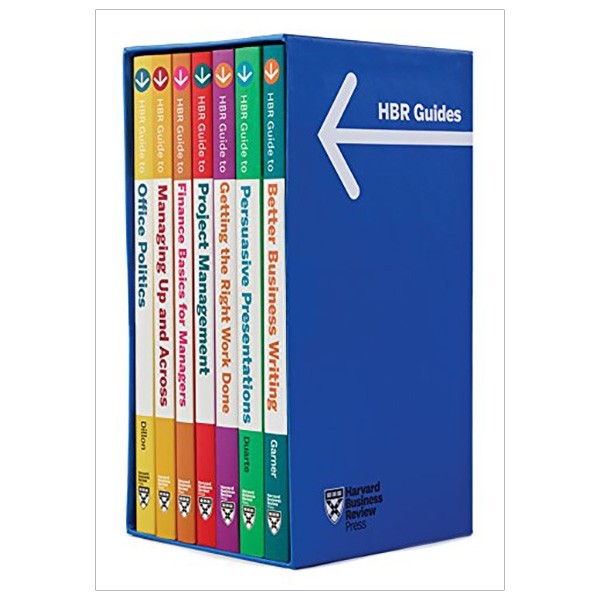 HBR Guide to
Office Politics
Dillon
HBR Guide to
Managing Up and Across
HBR Guide to
Finance Basics for Managers
HBR Guide to
Project Management
HBR Guide to
Getting the Right Work Done
HBR Guide to
Persuasive Presentations
Duarte
HBR Guide to
Better Business Writing
Garner
HBR Guides
Harvard
Business
Review
Press